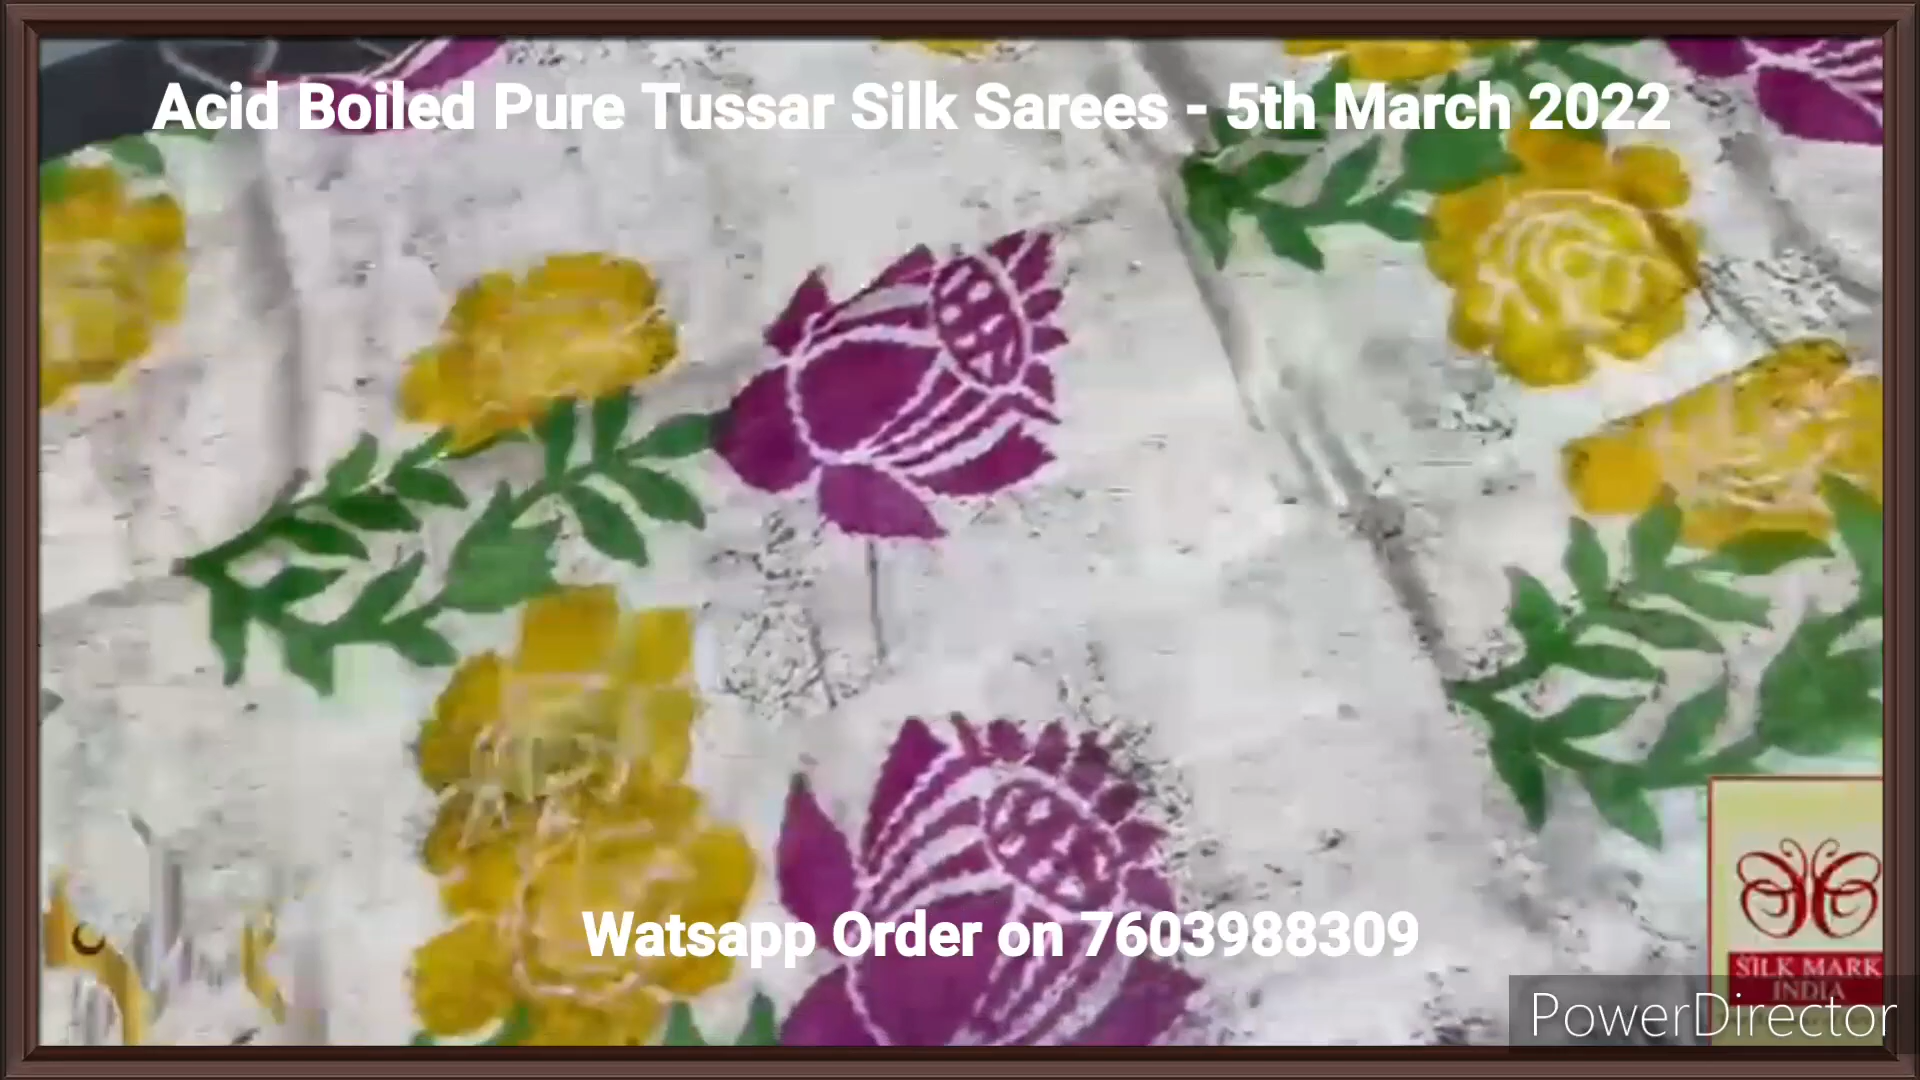 Acid Boiled Pure Tussar Silk Sarees - 5th March 2022
Watsapp Order on 7603988309
SILK MARK
INDIA
PowerDirector